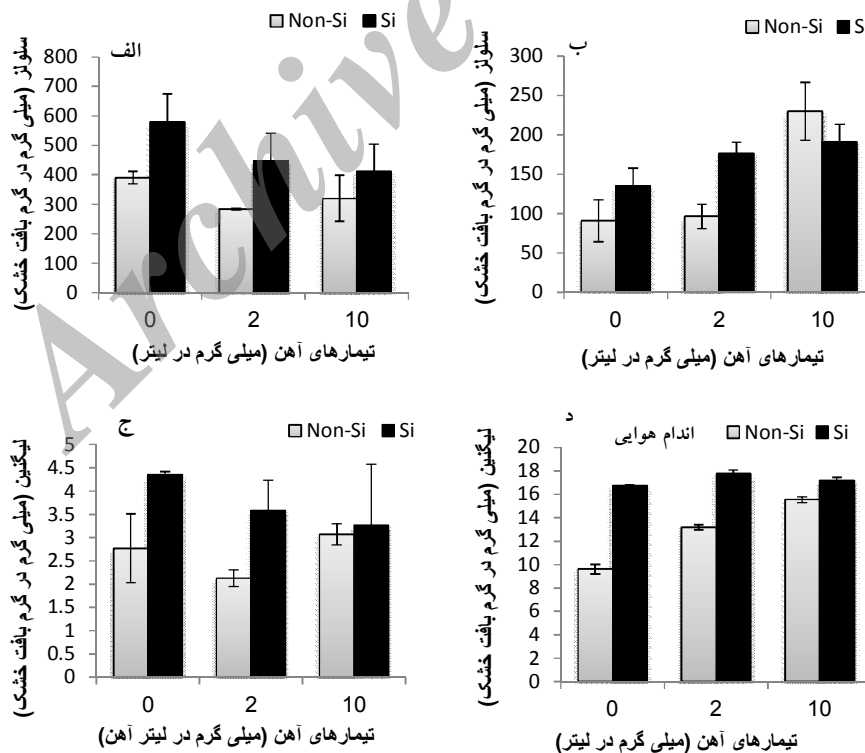 Non-Si Si
الف
سلولز (میلی گرم در گرم بافت خشک)
800
700
600
500
400
300
200
100
0
0 2 10
تیمارهای آهن (میلی گرم در لیتر)
Non-Si S
ب
سلولز (میلی گرم در گرم بافت خشک)
300
250
200
150
100
50
0
0 2 10
تیمارهای آهن (میلی گرم در لیتر)
Non-Si Si
ج
لیگنین (میلی گرم در گرم بافت خشک)
5
4.5
4
3.5
3
2.5
2
1.5
1
0.5
0
0 2 10
تیمارهای آهن (میلی گرم در لیتر آهن)
د
اندام هوایی Non-Si Si
لیگنین (میلی گرم در گرم بافت خشک)
20
18
16
14
12
10
8
6
4
2
0
0 2 10
تیمارهای آهن (میلی گرم در لیتر)
Archive